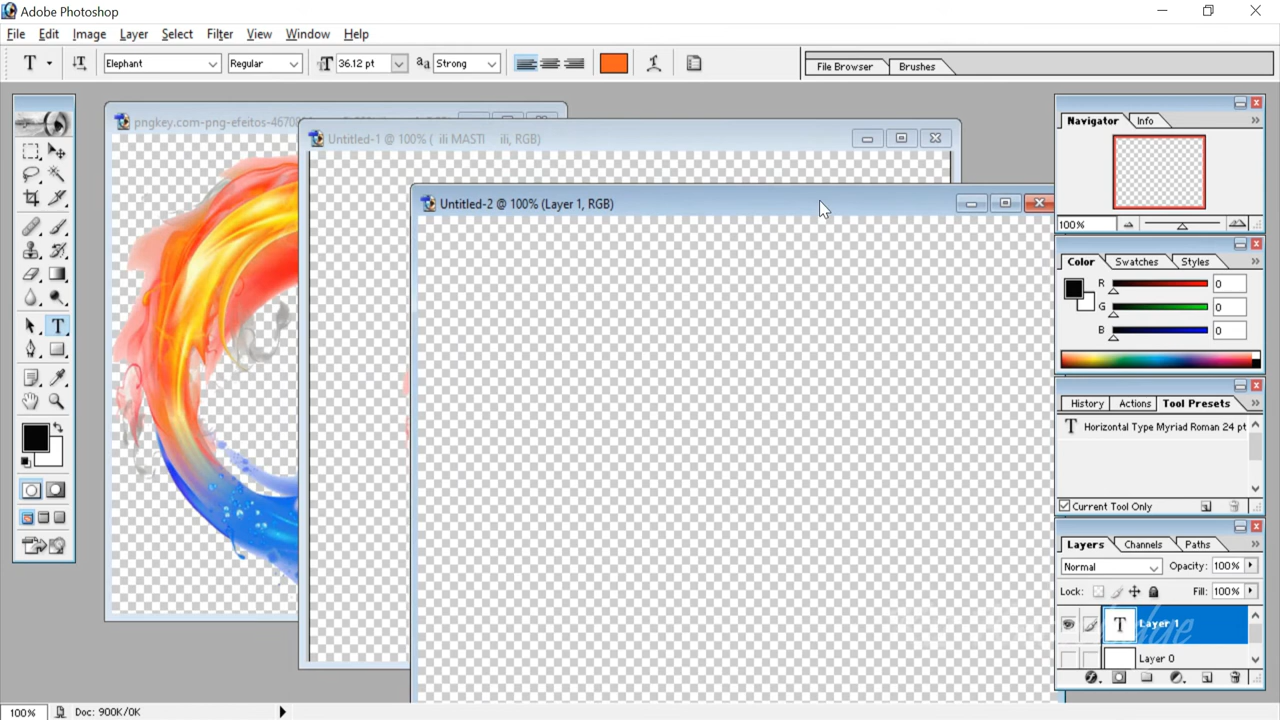 Adobe Photoshop
File Edit Image Layer Select Filter View Window Help
T Elephant Regular T 36.12 pt aa Strong File Browser Brushes
pngkey.com-png-efeitos-4670
Untitled-1 @ 100% ( ili MASTI ili, RGB)
Untitled-2 @ 100% (Layer 1, RGB)
Navigator Info
100%
Color Swatches Styles
R 0
G 0
B 0
History Actions Tool Presets
T Horizontal Type Myriad Roman 24 pt
Current Tool Only
Layers Channels Paths
Normal Opacity: 100%
Lock: Fill: 100%
T Layer 1
Layer 0
100% Doc: 900K/0K